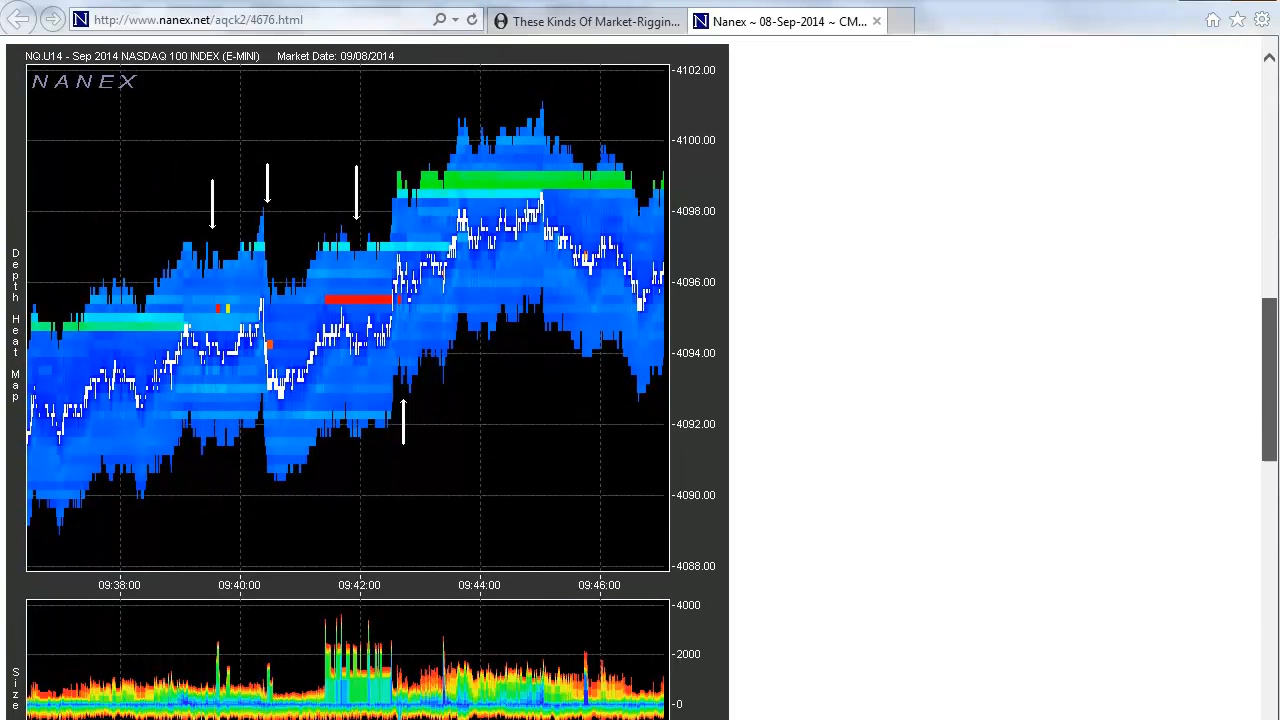 http://www.nanex.net/aqck2/4676.html
These Kinds Of Market-Riggin...
Nanex ~ 08-Sep-2014 ~ CM...
NQ.U14 - Sep 2014 NASDAQ 100 INDEX (E-MINI) Market Date: 09/08/2014
NANEX
4102.00
4100.00
4098.00
4096.00
4094.00
4092.00
4090.00
4088.00
Depth Heat Map
09:38:00 09:40:00 09:42:00 09:44:00 09:46:00
4000
2000
0
Size